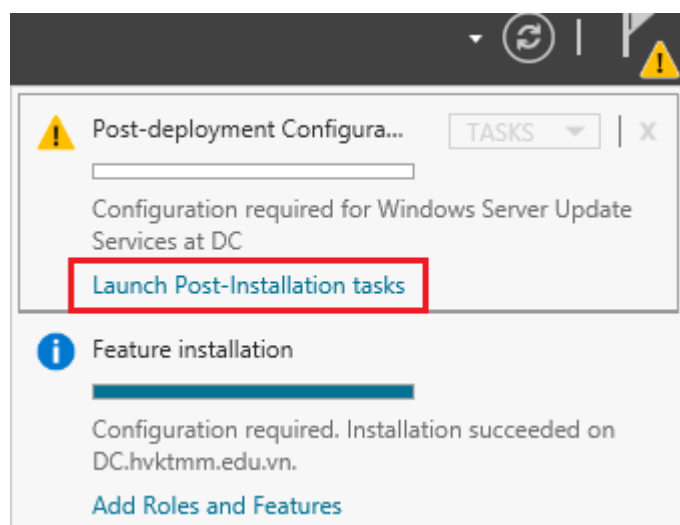 Post-deployment Configura... TASKS X
Configuration required for Windows Server Update
Services at DC
Launch Post-Installation tasks
Feature installation
Configuration required. Installation succeeded on
DC.hvktmm.edu.vn.
Add Roles and Features